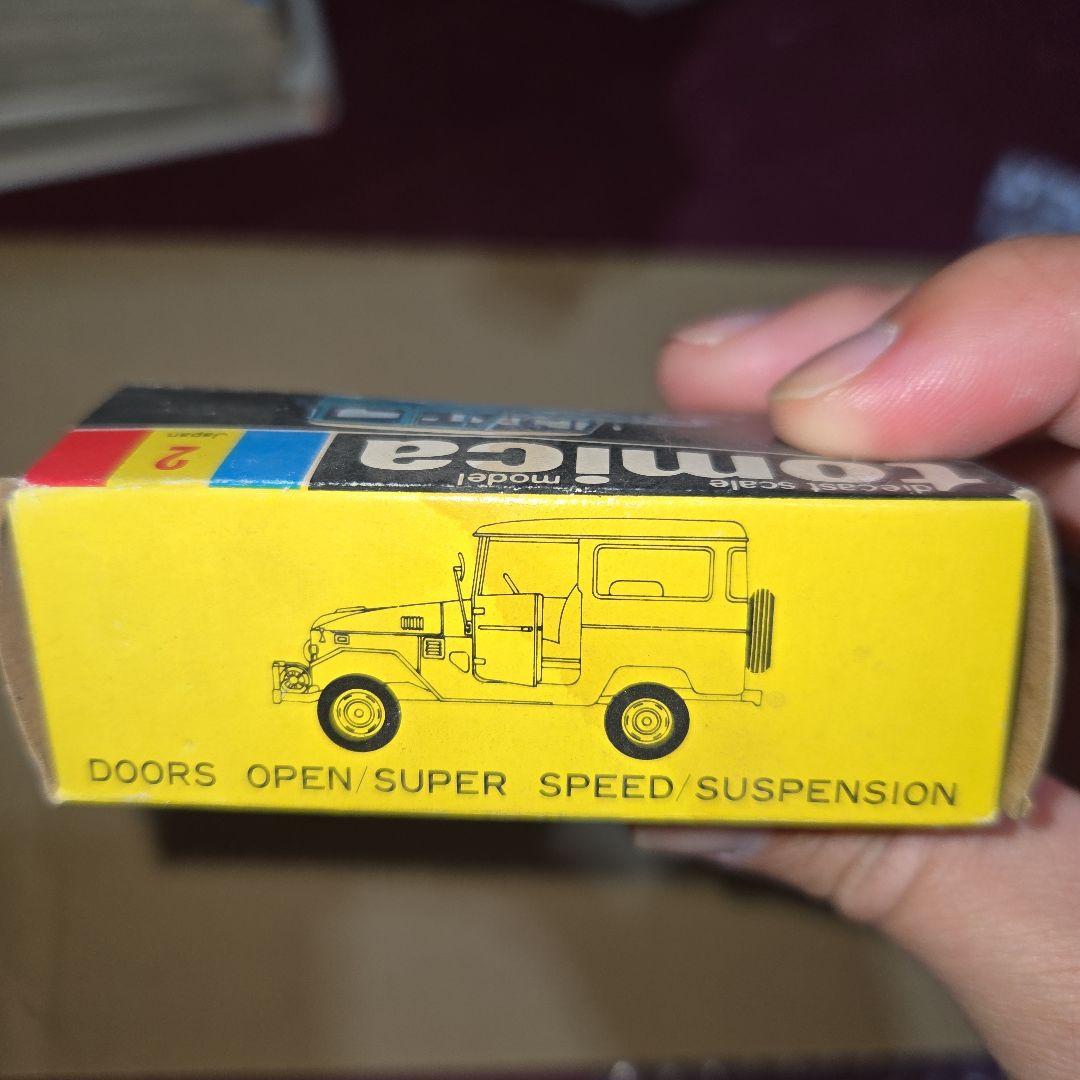 2
Japan
tomica
diecast scale model
DOORS OPEN/SUPER SPEED/SUSPENSION